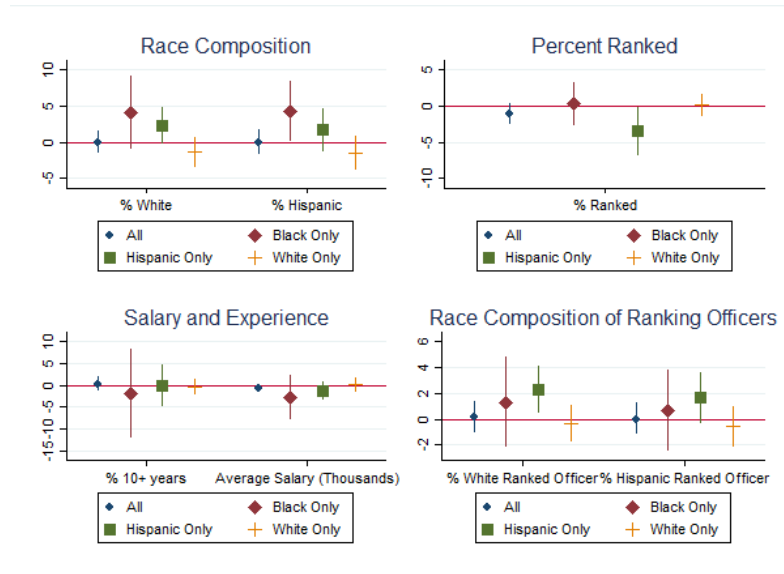 Race Composition
10
5
0
-5
% White % Hispanic
All Black Only
Hispanic Only White Only
Percent Ranked
5
0
-5
-10
% Ranked
All Black Only
Hispanic Only White Only
Salary and Experience
10
5
0
-5
-10
-15
% 10+ years Average Salary (Thousands)
All Black Only
Hispanic Only White Only
Race Composition of Ranking Officers
6
4
2
0
-2
% White Ranked Officer % Hispanic Ranked Officer
All Black Only
Hispanic Only White Only